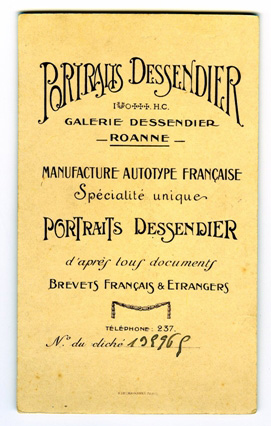 PORTRAITS DESSENDIER
H.C.
GALERIE DESSENDIER
ROANNE
MANUFACTURE AUTOTYPE FRANÇAISE
Spécialité unique
PORTRAITS DESSENDIER
d'après tous documents
BREVETS FRANÇAIS & ETRANGERS
TÉLÉPHONE: 237.
No. du cliché